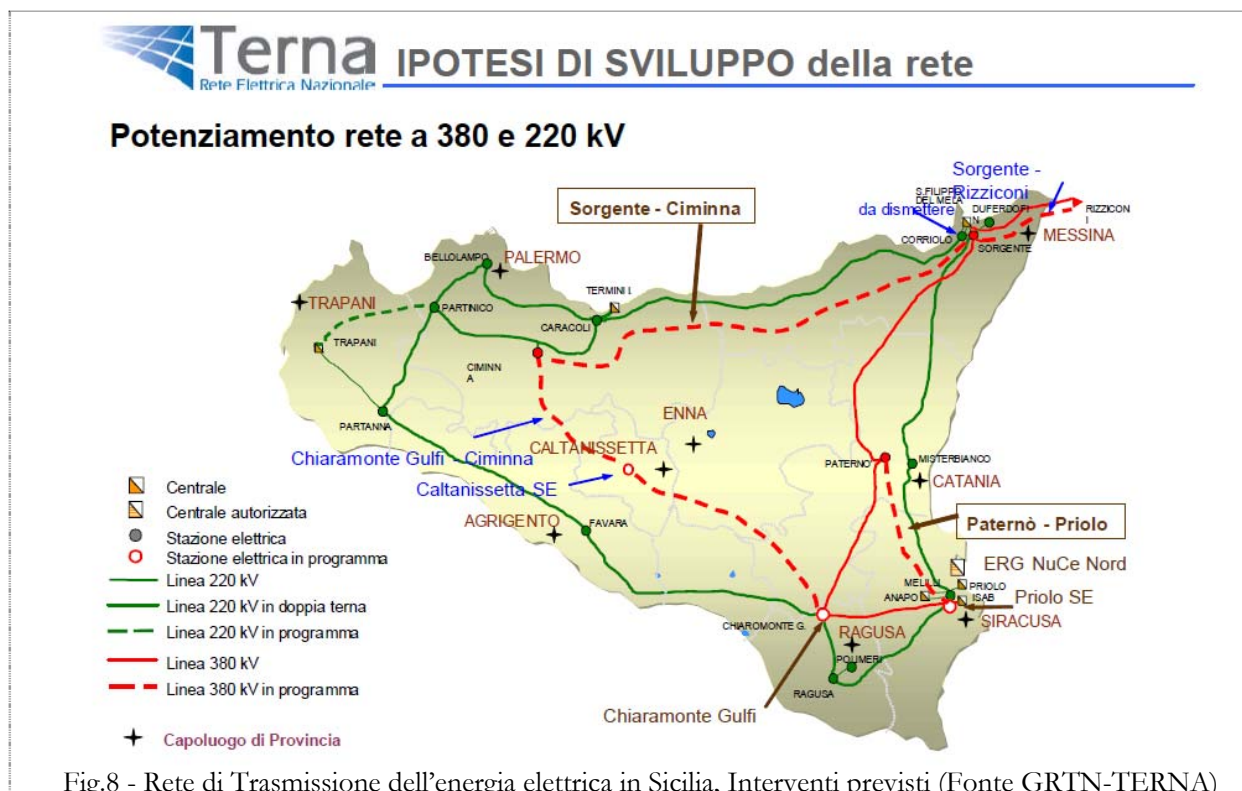 Terna
Rete Elettrica Nazionale
IPOTESI DI SVILUPPO della rete
Potenziamento rete a 380 e 220 kV
Sorgente -
Rizziconi
Sorgente - Ciminna
S.FILIPPO
DEL MELA
da dismettere
DUFERDOFI
N
RIZZICON
I
CORRIOLO
SORGENTE
MESSINA
BELLOLAMPO
PALERMO
TRAPANI
PARTINICO
TERMINI I.
CARACOLI
TRAPANI
CIMINN
A
PARTANNA
ENNA
CALTANISSETTA
Chiaramonte Gulfi - Ciminna
Caltanissetta SE
PATERNO
MISTERBIANCO
CATANIA
AGRIGENTO
FAVARA
Paternò - Priolo
ERG NuCe Nord
MELILLI
PRIOLO
ANAPO
ISAB
Priolo SE
SIRACUSA
CHIAROMONTE G.
RAGUSA
RAGUSA
Chiaramonte Gulfi
Centrale
Centrale autorizzata
Stazione elettrica
Stazione elettrica in programma
Linea 220 kV
Linea 220 kV in doppia terna
Linea 220 kV in programma
Linea 380 kV
Linea 380 kV in programma
Capoluogo di Provincia
Fig.8 - Rete di Trasmissione dell'energia elettrica in Sicilia, Interventi previsti (Fonte GRTN-TERNA)